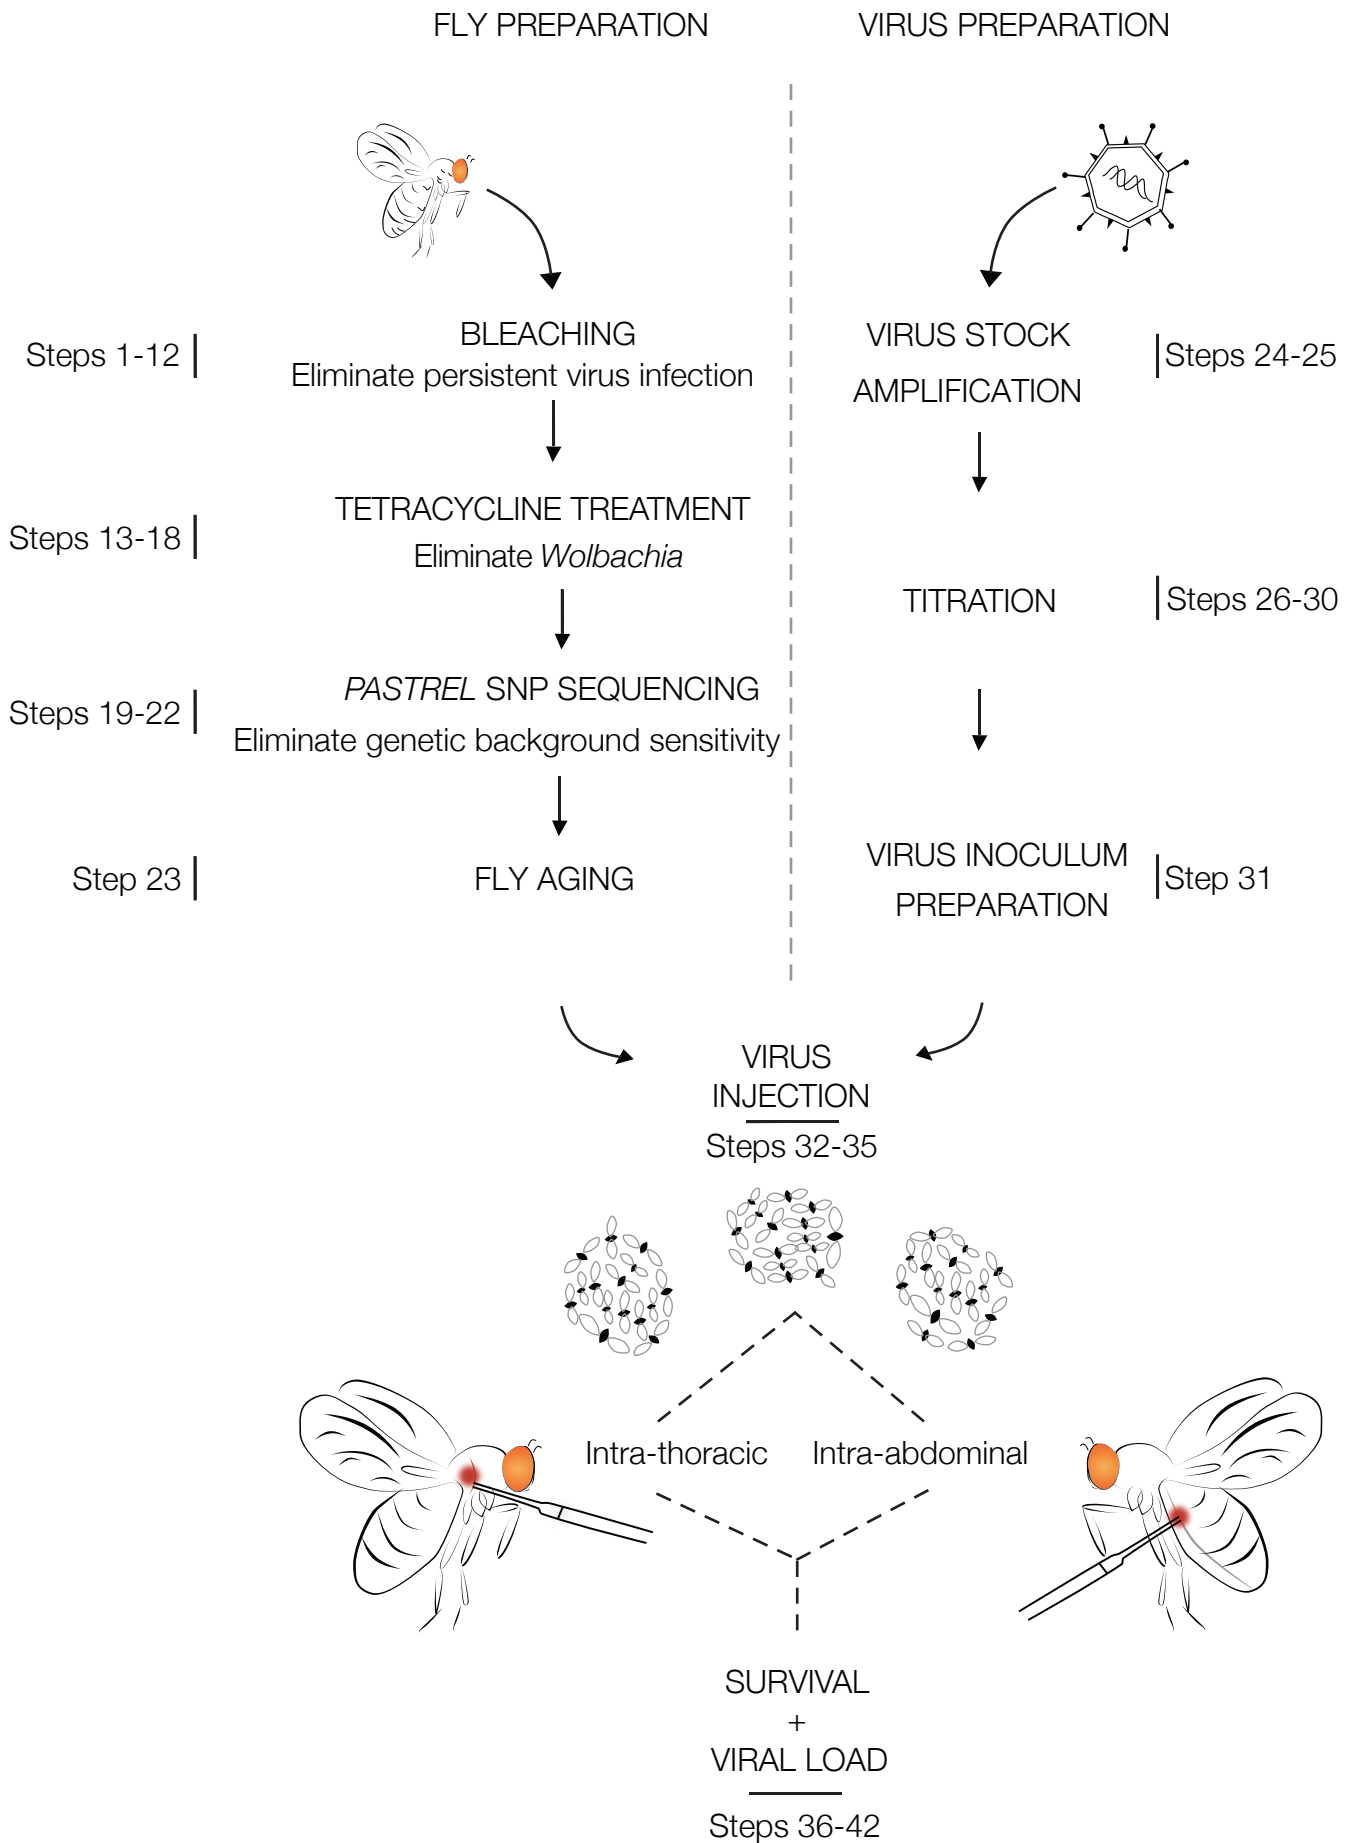 FLY PREPARATION
VIRUS PREPARATION
Steps 1-12
BLEACHING
Eliminate persistent virus infection
VIRUS STOCK
AMPLIFICATION
Steps 24-25
Steps 13-18
TETRACYCLINE TREATMENT
Eliminate Wolbachia
TITRATION
Steps 26-30
Steps 19-22
PASTREL SNP SEQUENCING
Eliminate genetic background sensitivity
Step 23
FLY AGING
VIRUS INOCULUM
PREPARATION
Step 31
VIRUS
INJECTION
Steps 32-35
Intra-thoracic
Intra-abdominal
SURVIVAL
+
VIRAL LOAD
Steps 36-42